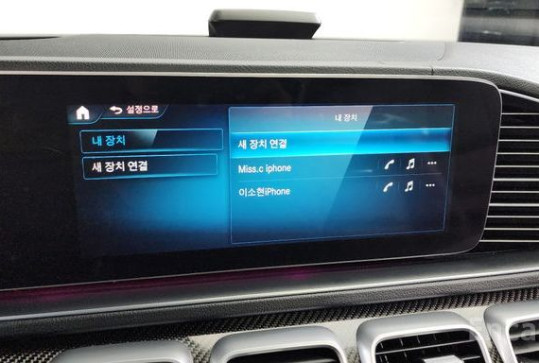 설정으로
내 장치
새 장치 연결
내 장치
새 장치 연결
Miss.c iphone
이소현iPhone